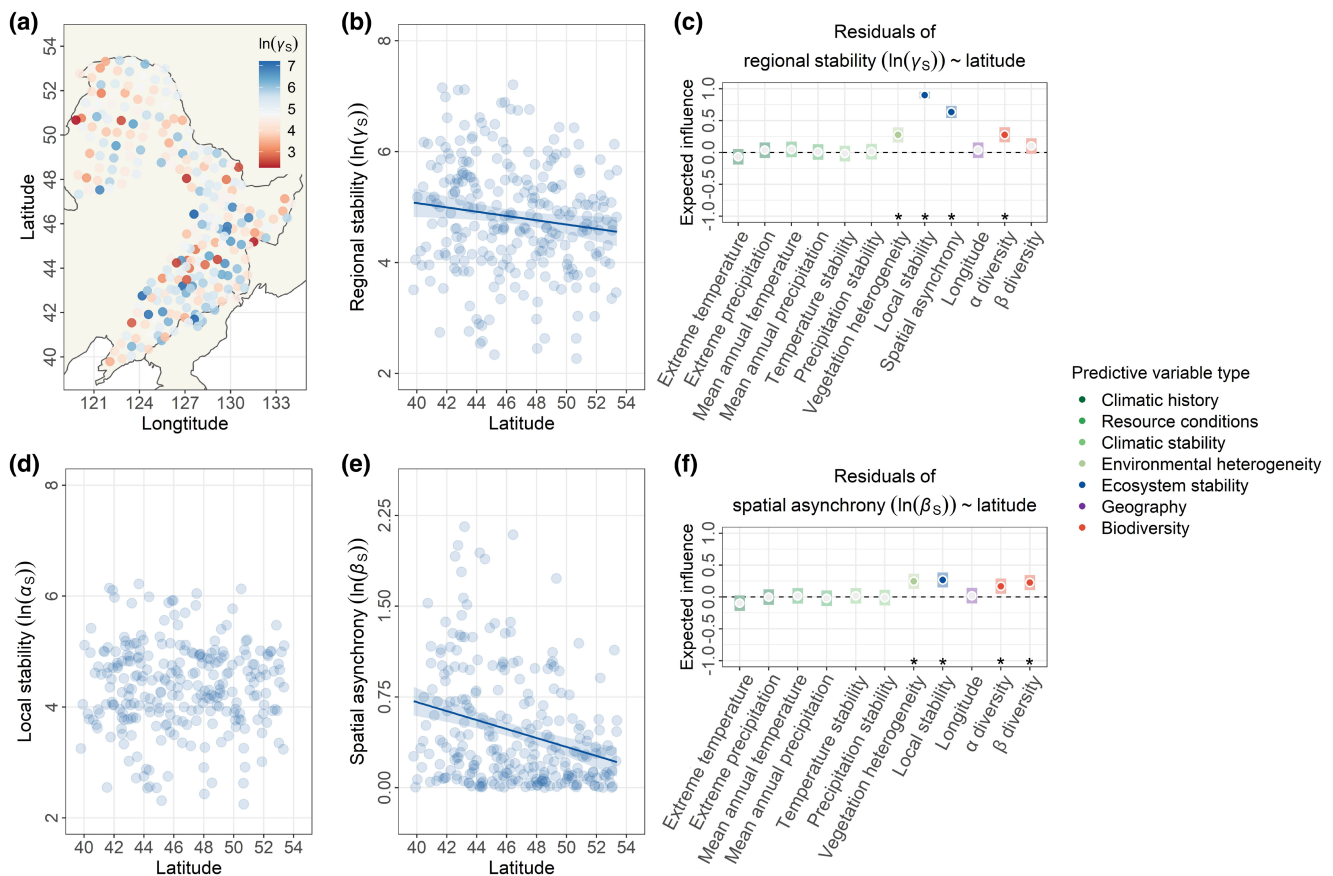 (a)
ln(γS)
7
6
5
4
3
54
52
50
48
46
44
42
40
121
124
127
130
133
Latitude
Longtitude
(b)
8
6
4
2
40 42 44 46 48 50 52 54
Regional stability (ln(γS))
Latitude
(c)
Residuals of
regional stability (ln(γS)) ~ latitude
Expected influence
1.0
0.5
0.0
-0.5
-1.0
* * * *
Extreme temperature
Extreme precipitation
Mean annual temperature
Mean annual precipitation
Temperature stability
Precipitation stability
Vegetation heterogeneity
Local stability
Spatial asynchrony
Longitude
α diversity
β diversity
(d)
8
6
4
2
40 42 44 46 48 50 52 54
Local stability (ln(αS))
Latitude
(e)
2.25
1.50
0.75
0.00
40 42 44 46 48 50 52 54
Spatial asynchrony (ln(βS))
Latitude
(f)
Residuals of
spatial asynchrony (ln(βS)) ~ latitude
Expected influence
1.0
0.5
0.0
-0.5
-1.0
* * * *
Extreme temperature
Extreme precipitation
Mean annual temperature
Mean annual precipitation
Temperature stability
Precipitation stability
Vegetation heterogeneity
Local stability
Longitude
α diversity
β diversity
Predictive variable type
Climatic history
Resource conditions
Climatic stability
Environmental heterogeneity
Ecosystem stability
Geography
Biodiversity